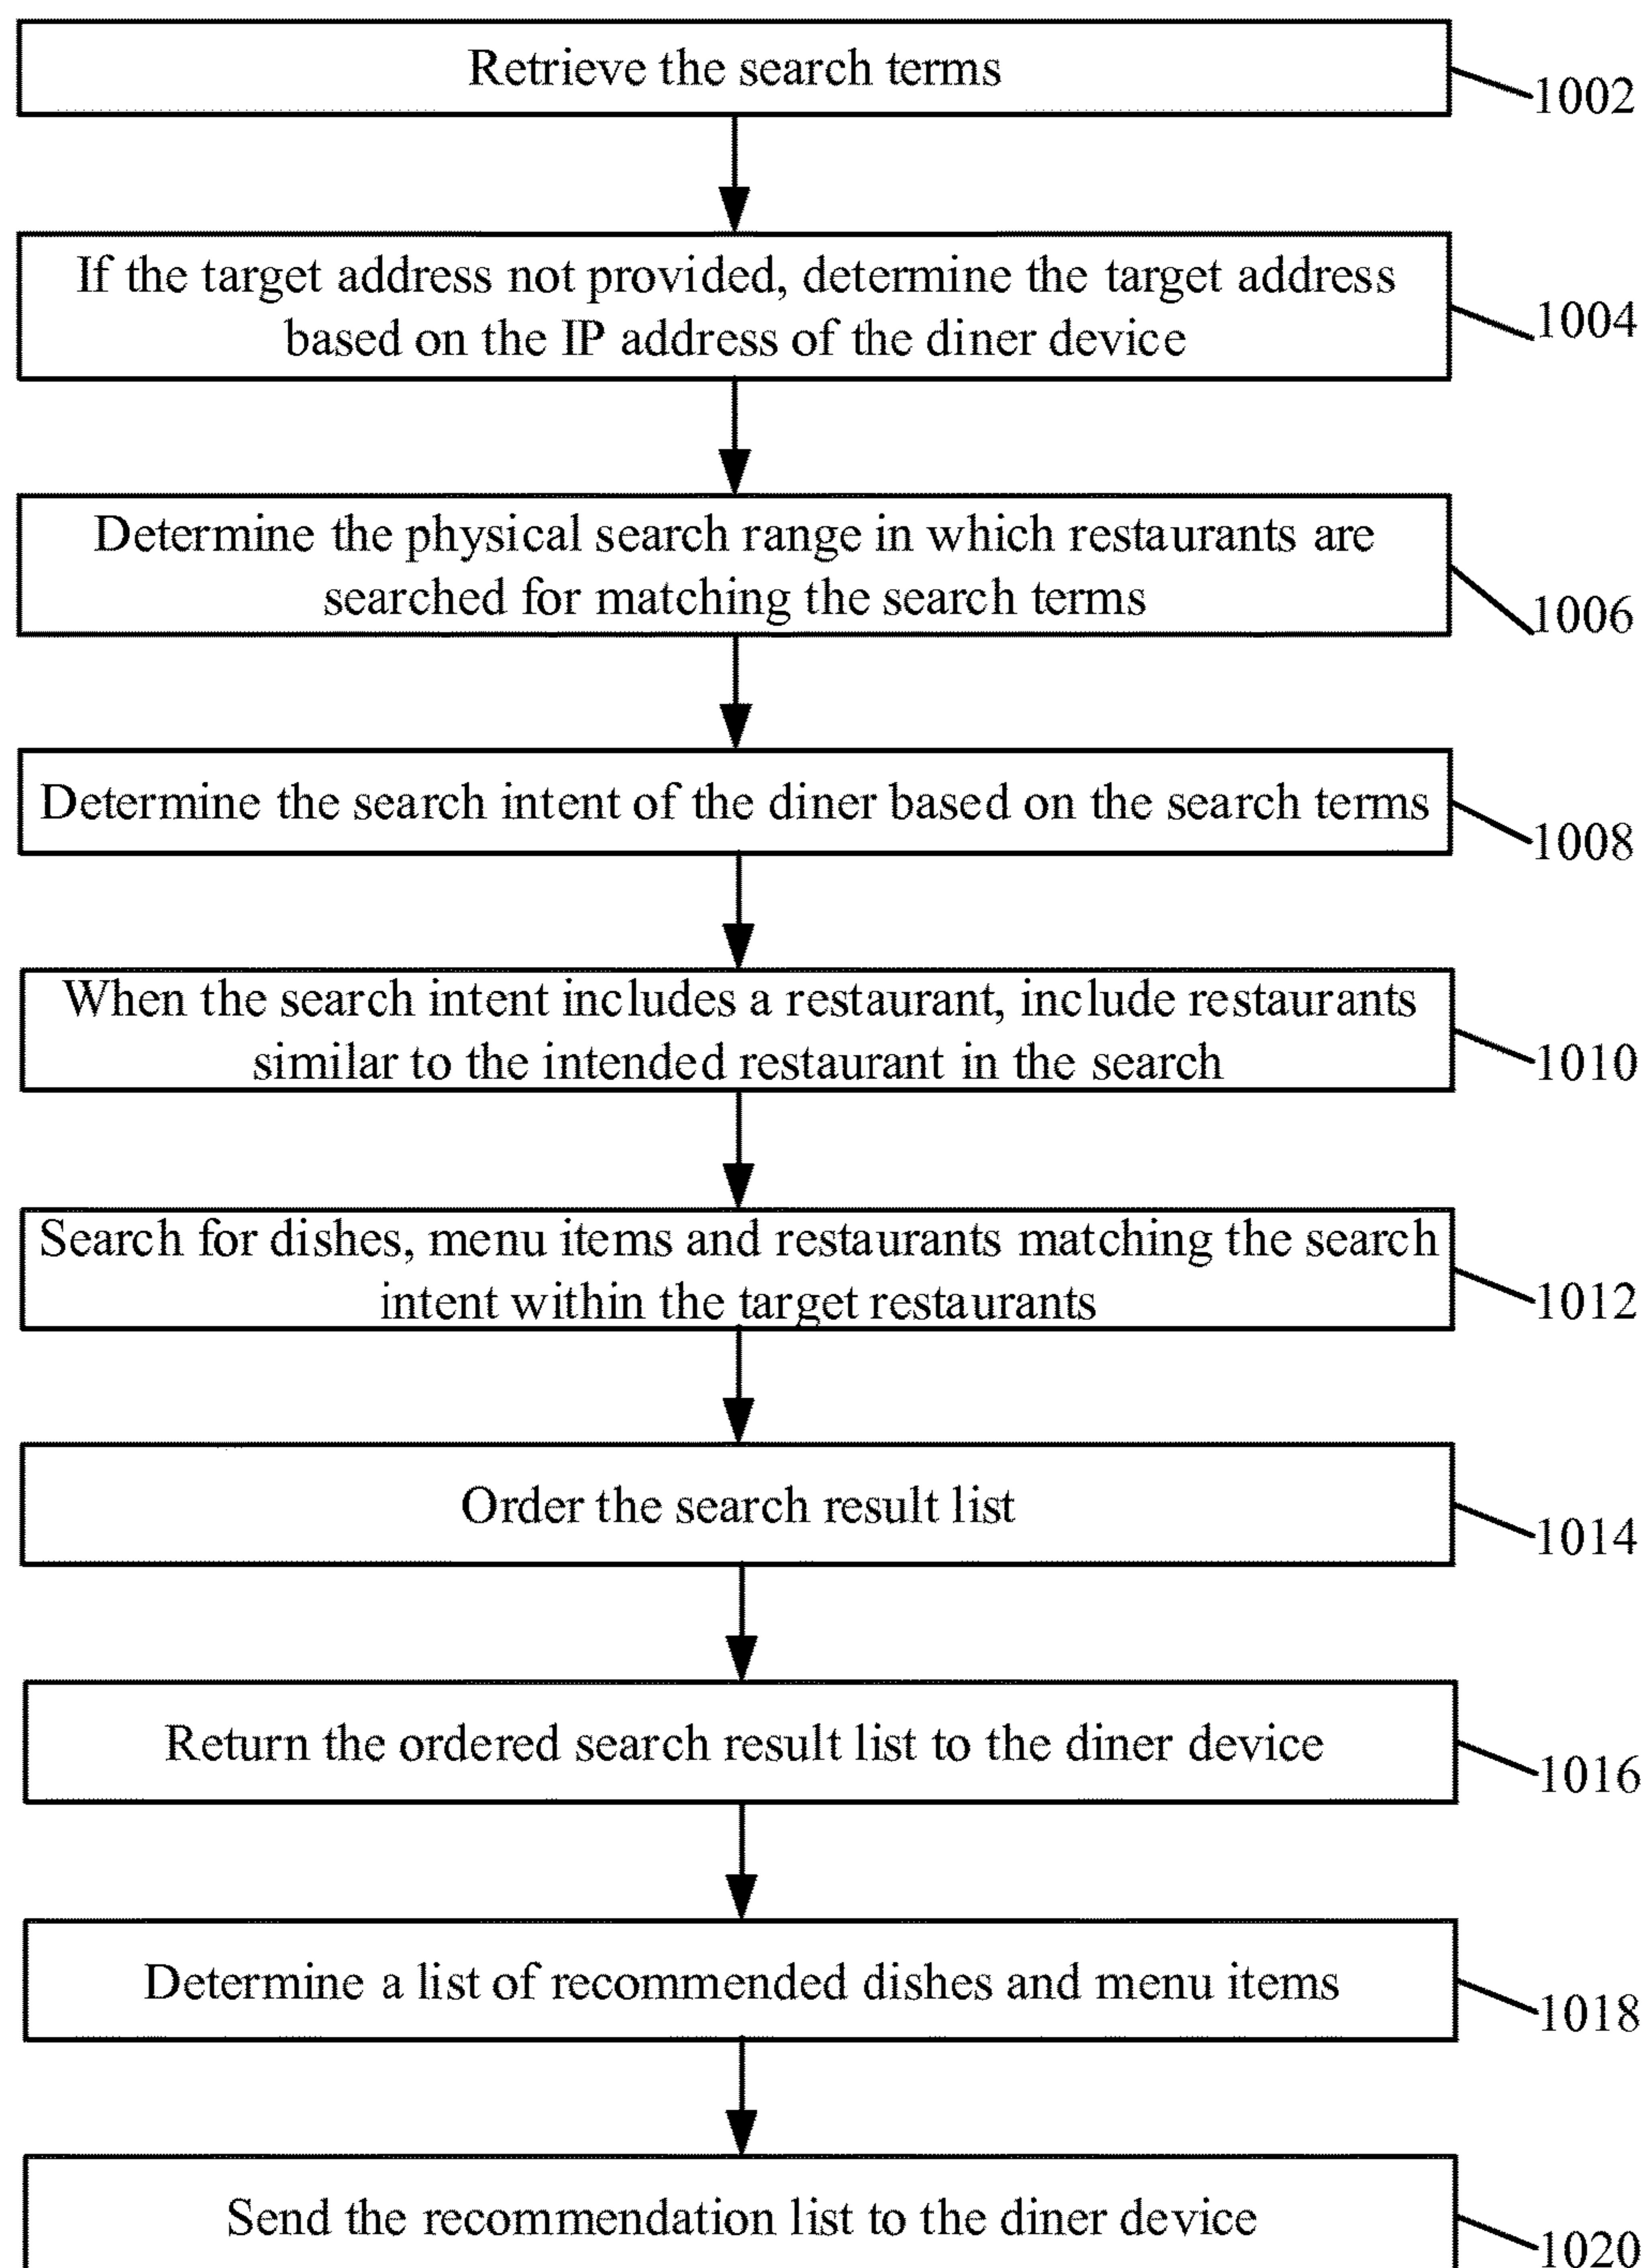 Retrieve the search terms
1002
If the target address not provided, determine the target address
based on the IP address of the diner device
1004
Determine the physical search range in which restaurants are
searched for matching the search terms
1006
Determine the search intent of the diner based on the search terms
1008
When the search intent includes a restaurant, include restaurants
similar to the intended restaurant in the search
1010
Search for dishes, menu items and restaurants matching the search
intent within the target restaurants
1012
Order the search result list
1014
Return the ordered search result list to the diner device
1016
Determine a list of recommended dishes and menu items
1018
Send the recommendation list to the diner device
1020